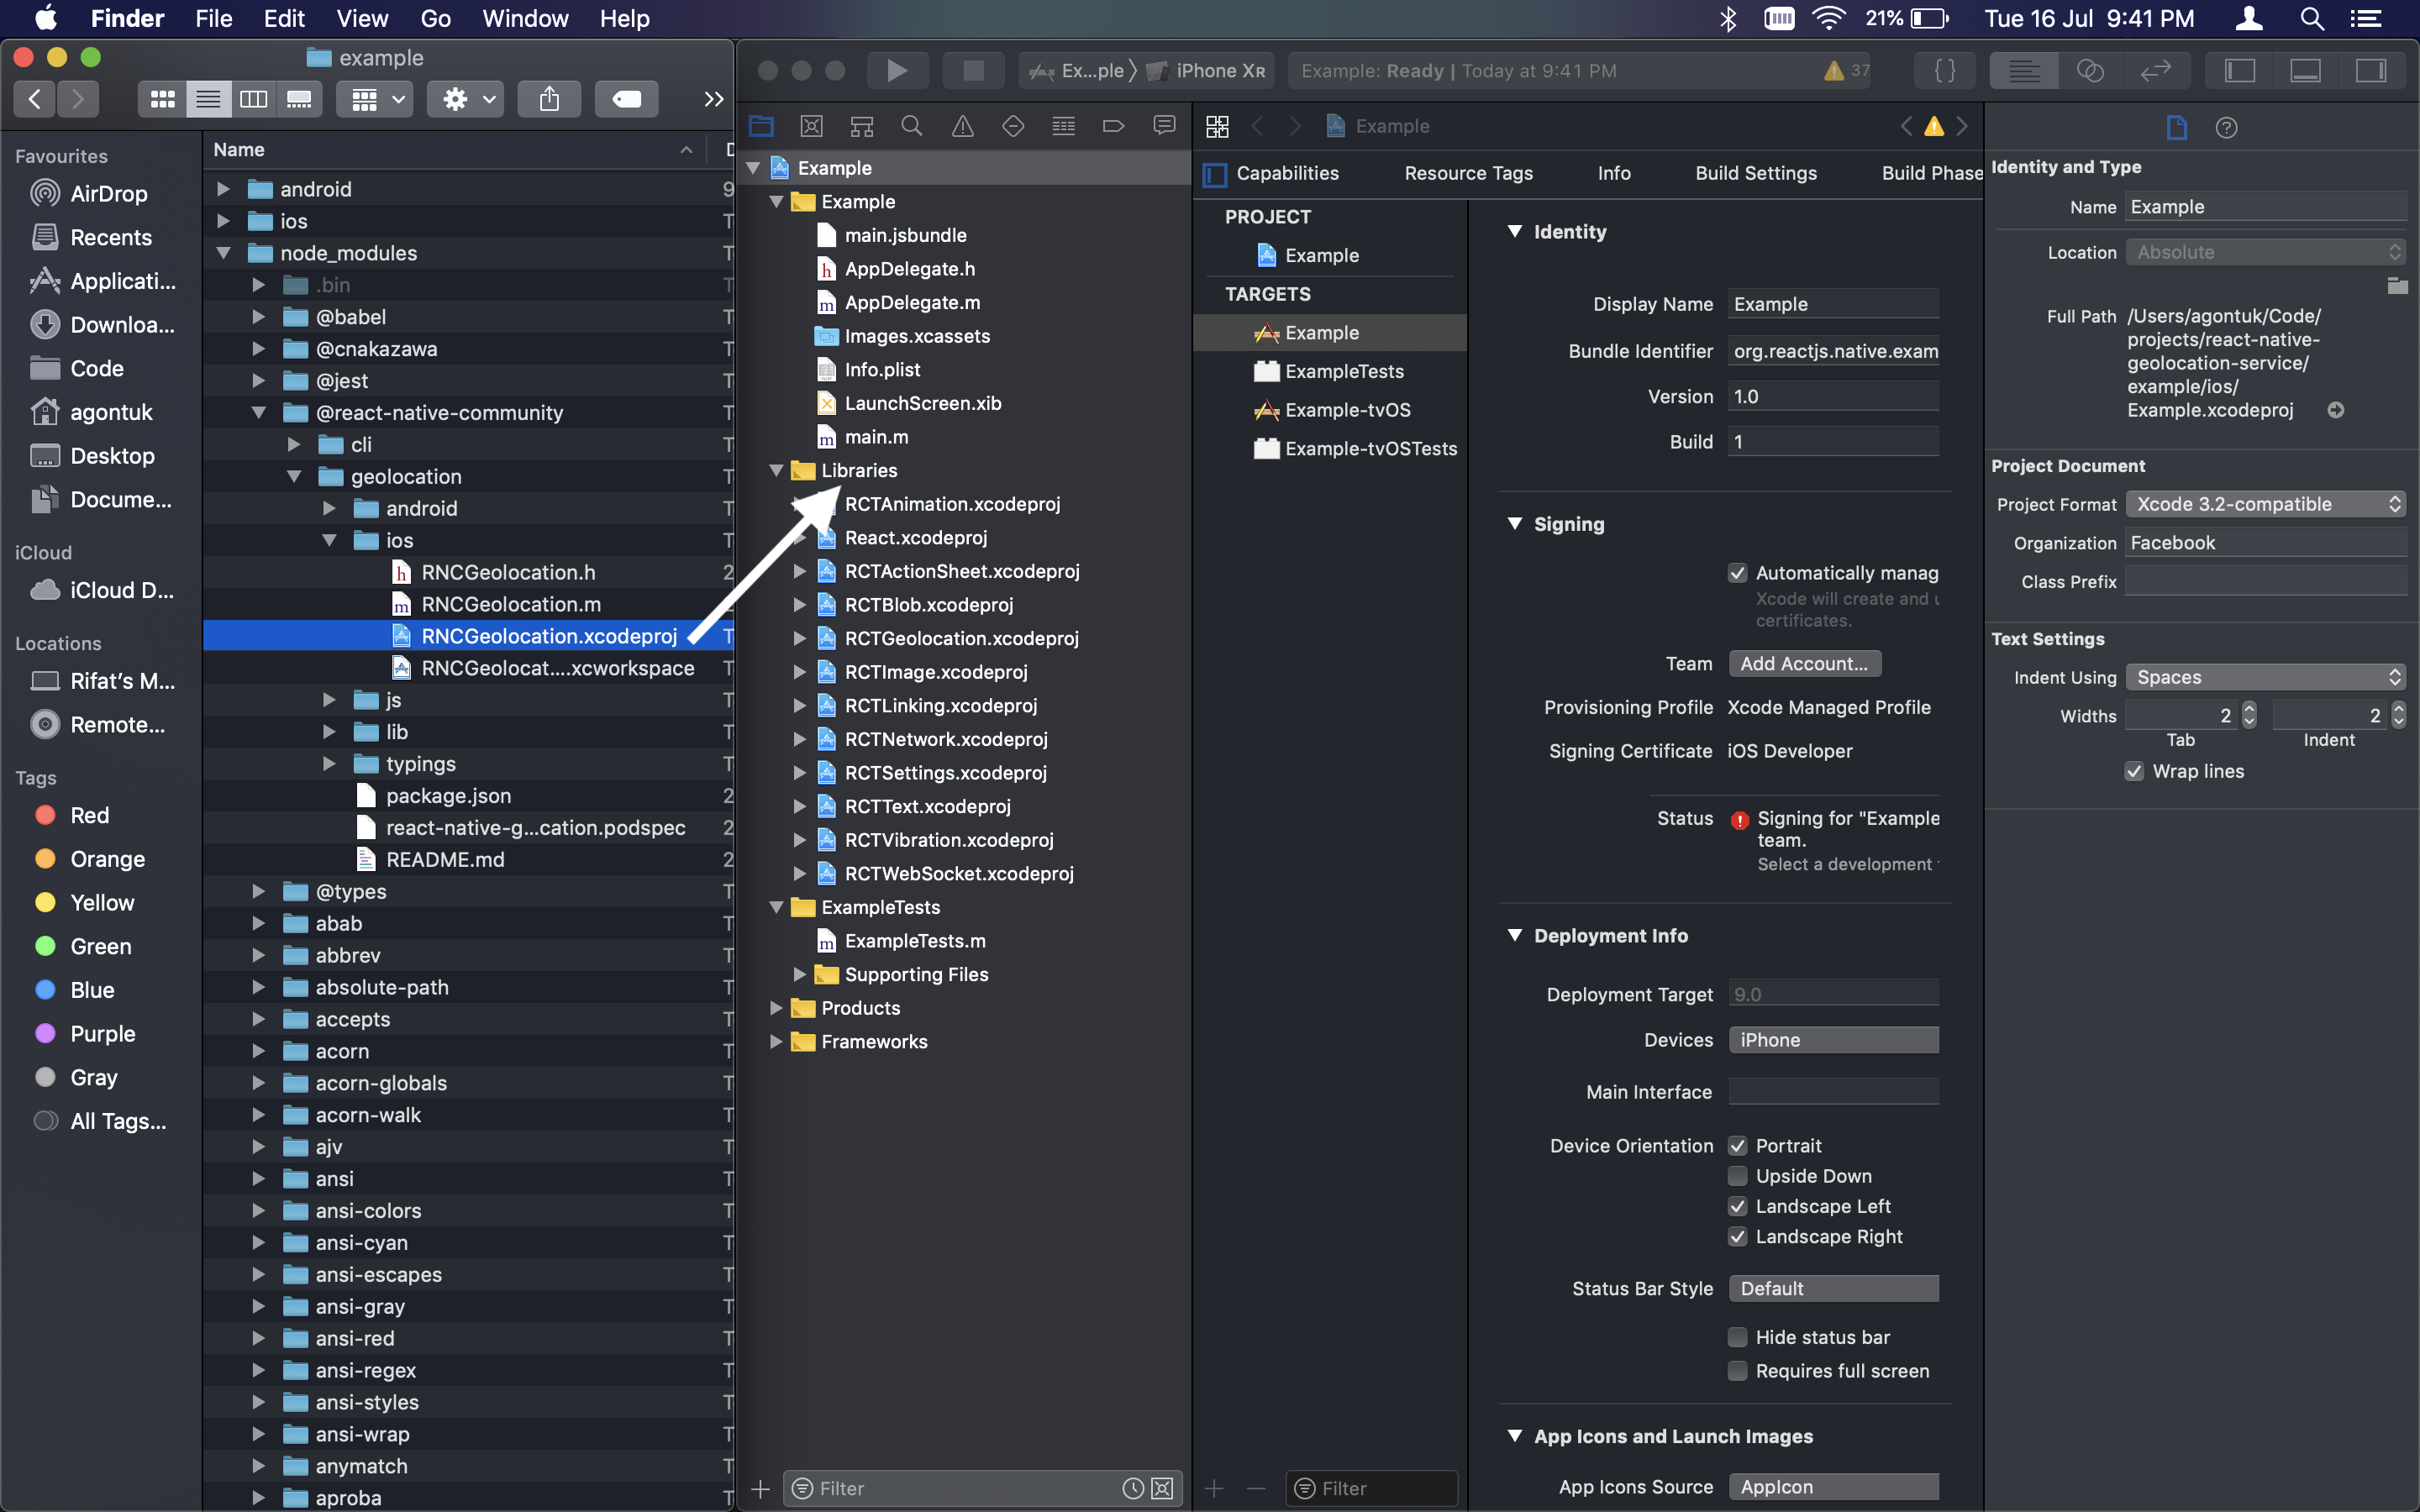 Finder File Edit View Go Window Help
21% Tue 16 Jul 9:41 PM
example
Favourites
AirDrop
Recents
Applicati...
Downloa...
Code
agontuk
Desktop
Docume...
iCloud
iCloud D...
Locations
Rifat's M...
Remote...
Tags
Red
Orange
Yellow
Green
Blue
Purple
Gray
All Tags...
Name
android
ios
node_modules
.bin
@babel
@cnakazawa
@jest
@react-native-community
cli
geolocation
android
ios
RNCGeolocation.h
RNCGeolocation.m
RNCGeolocation.xcodeproj
RNCGeolocat....xcworkspace
js
lib
typings
package.json
react-native-g...cation.podspec
README.md
@types
abab
abbrev
absolute-path
accepts
acorn
acorn-globals
acorn-walk
ajv
ansi
ansi-colors
ansi-cyan
ansi-escapes
ansi-gray
ansi-red
ansi-regex
ansi-styles
ansi-wrap
anymatch
aproba
Ex...ple iPhone XR
Example: Ready | Today at 9:41 PM
37
Example
Example
main.jsbundle
AppDelegate.h
AppDelegate.m
Images.xcassets
Info.plist
LaunchScreen.xib
main.m
Libraries
RCTAnimation.xcodeproj
React.xcodeproj
RCTActionSheet.xcodeproj
RCTBlob.xcodeproj
RCTGeolocation.xcodeproj
RCTImage.xcodeproj
RCTLinking.xcodeproj
RCTNetwork.xcodeproj
RCTSettings.xcodeproj
RCTText.xcodeproj
RCTVibration.xcodeproj
RCTWebSocket.xcodeproj
ExampleTests
ExampleTests.m
Supporting Files
Products
Frameworks
Filter
Example
Capabilities Resource Tags Info Build Settings Build Phase
PROJECT
Example
TARGETS
Example
ExampleTests
Example-tvOS
Example-tvOSTests
Filter
Identity
Display Name Example
Bundle Identifier org.reactjs.native.exam
Version 1.0
Build 1
Signing
Automatically manag
Xcode will create and
certificates.
Team Add Account...
Provisioning Profile Xcode Managed Profile
Signing Certificate iOS Developer
Status Signing for "Example
team.
Select a development
Deployment Info
Deployment Target 9.0
Devices iPhone
Main Interface
Device Orientation Portrait
Upside Down
Landscape Left
Landscape Right
Status Bar Style Default
Hide status bar
Requires full screen
App Icons and Launch Images
App Icons Source AppIcon
Identity and Type
Name Example
Location Absolute
Full Path /Users/agontuk/Code/
projects/react-native-
geolocation-service/
example/ios/
Example.xcodeproj
Project Document
Project Format Xcode 3.2-compatible
Organization Facebook
Class Prefix
Text Settings
Indent Using Spaces
Widths 2 2
Tab Indent
Wrap lines